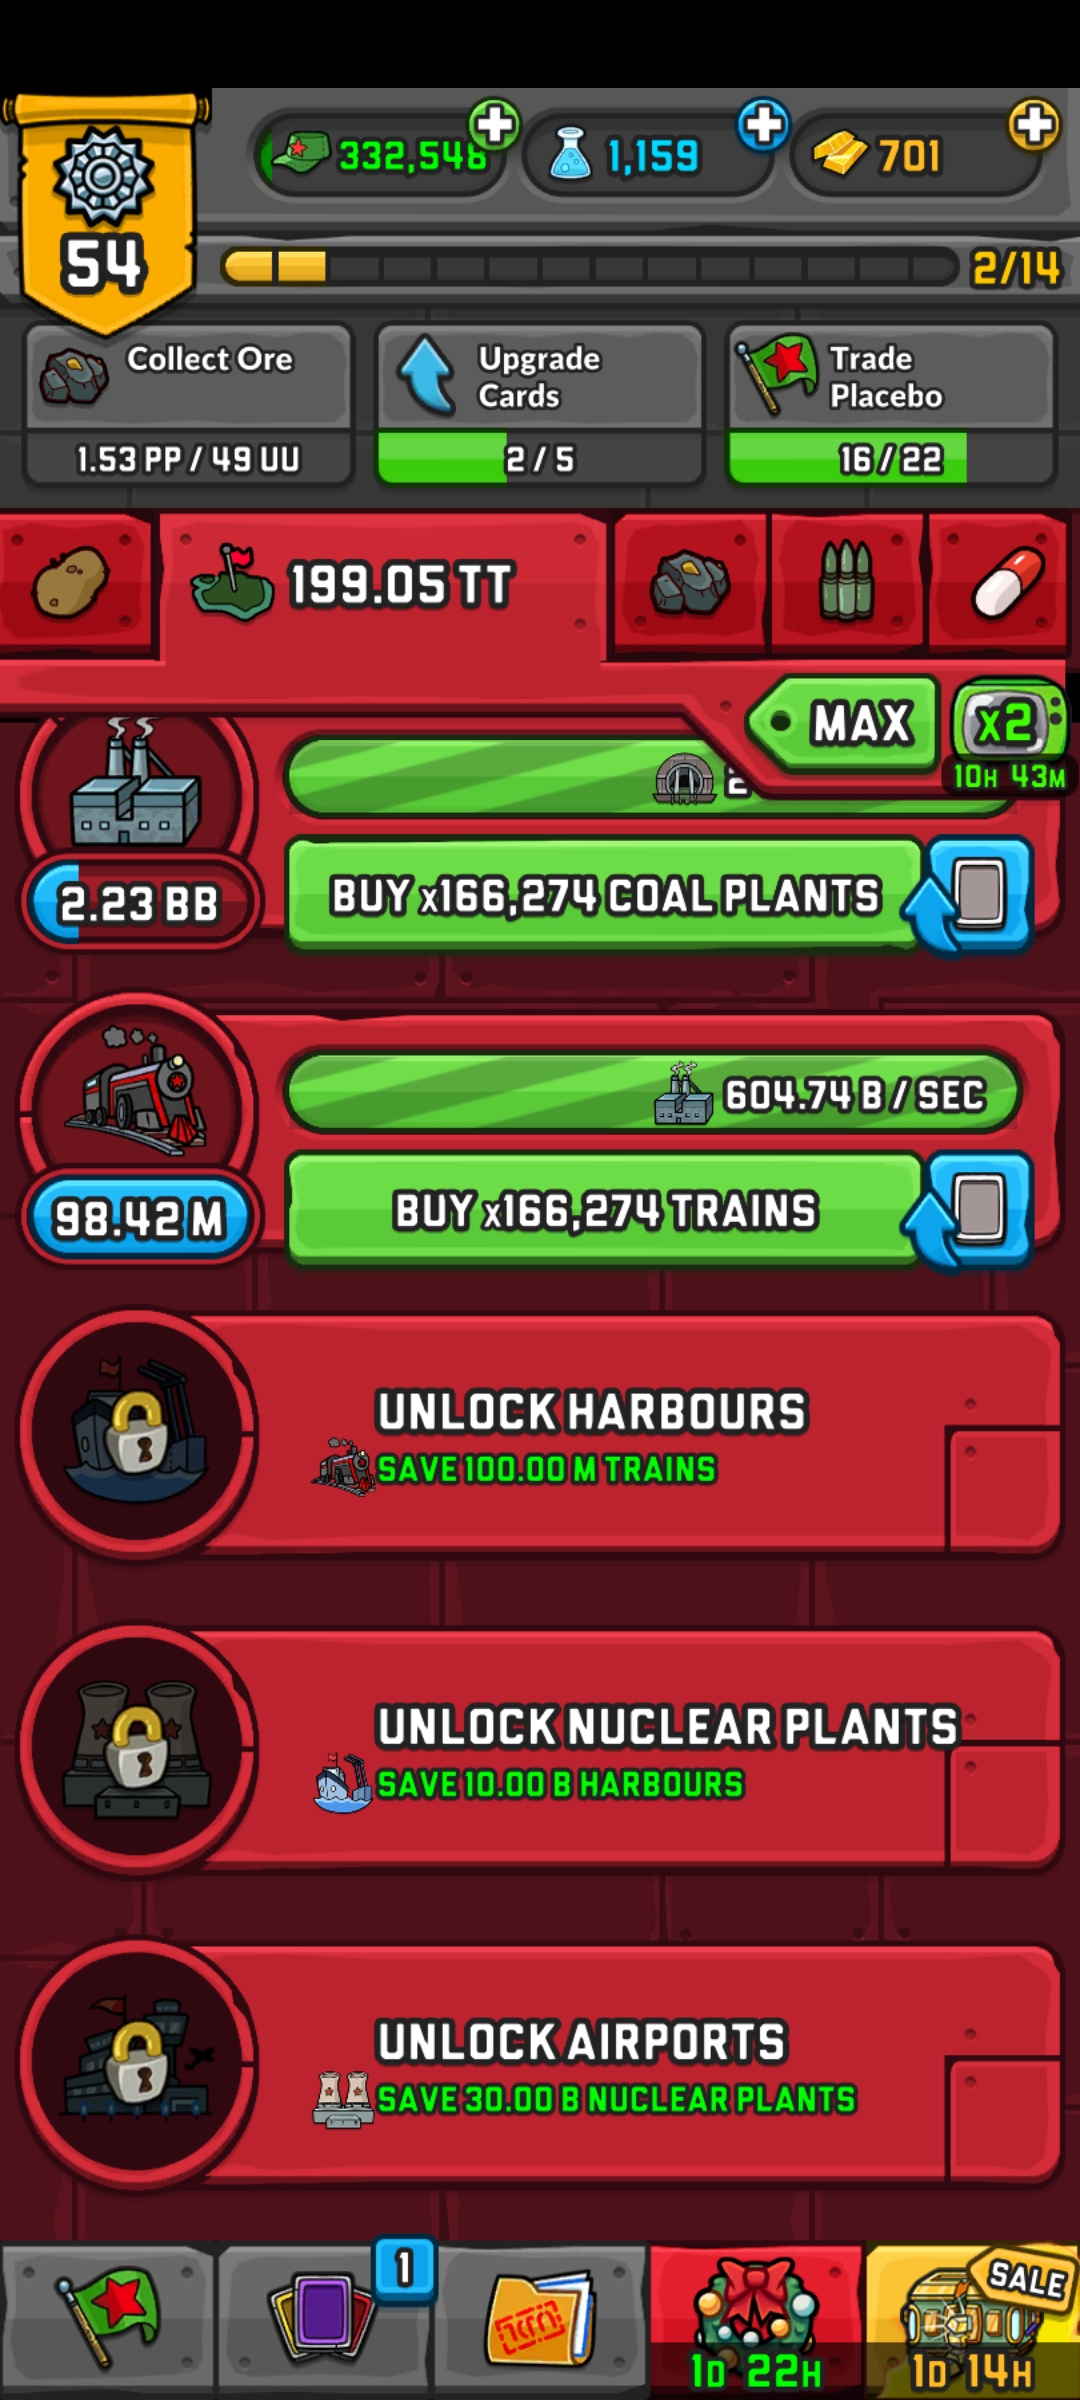 332,548
1,159
701
54
2/14
Collect Ore
1.53 PP / 49 UU
Upgrade
Cards
2 / 5
Trade
Placebo
16 / 22
199.05 TT
MAX
x2
10H 43M
2.23 BB
BUY x166,274 COAL PLANTS
604.74 B / SEC
98.42 M
BUY x166,274 TRAINS
UNLOCK HARBOURS
SAVE 100.00 M TRAINS
UNLOCK NUCLEAR PLANTS
SAVE 10.00 B HARBOURS
UNLOCK AIRPORTS
SAVE 30.00 B NUCLEAR PLANTS
1
SALE
1D 22H
1D 14H